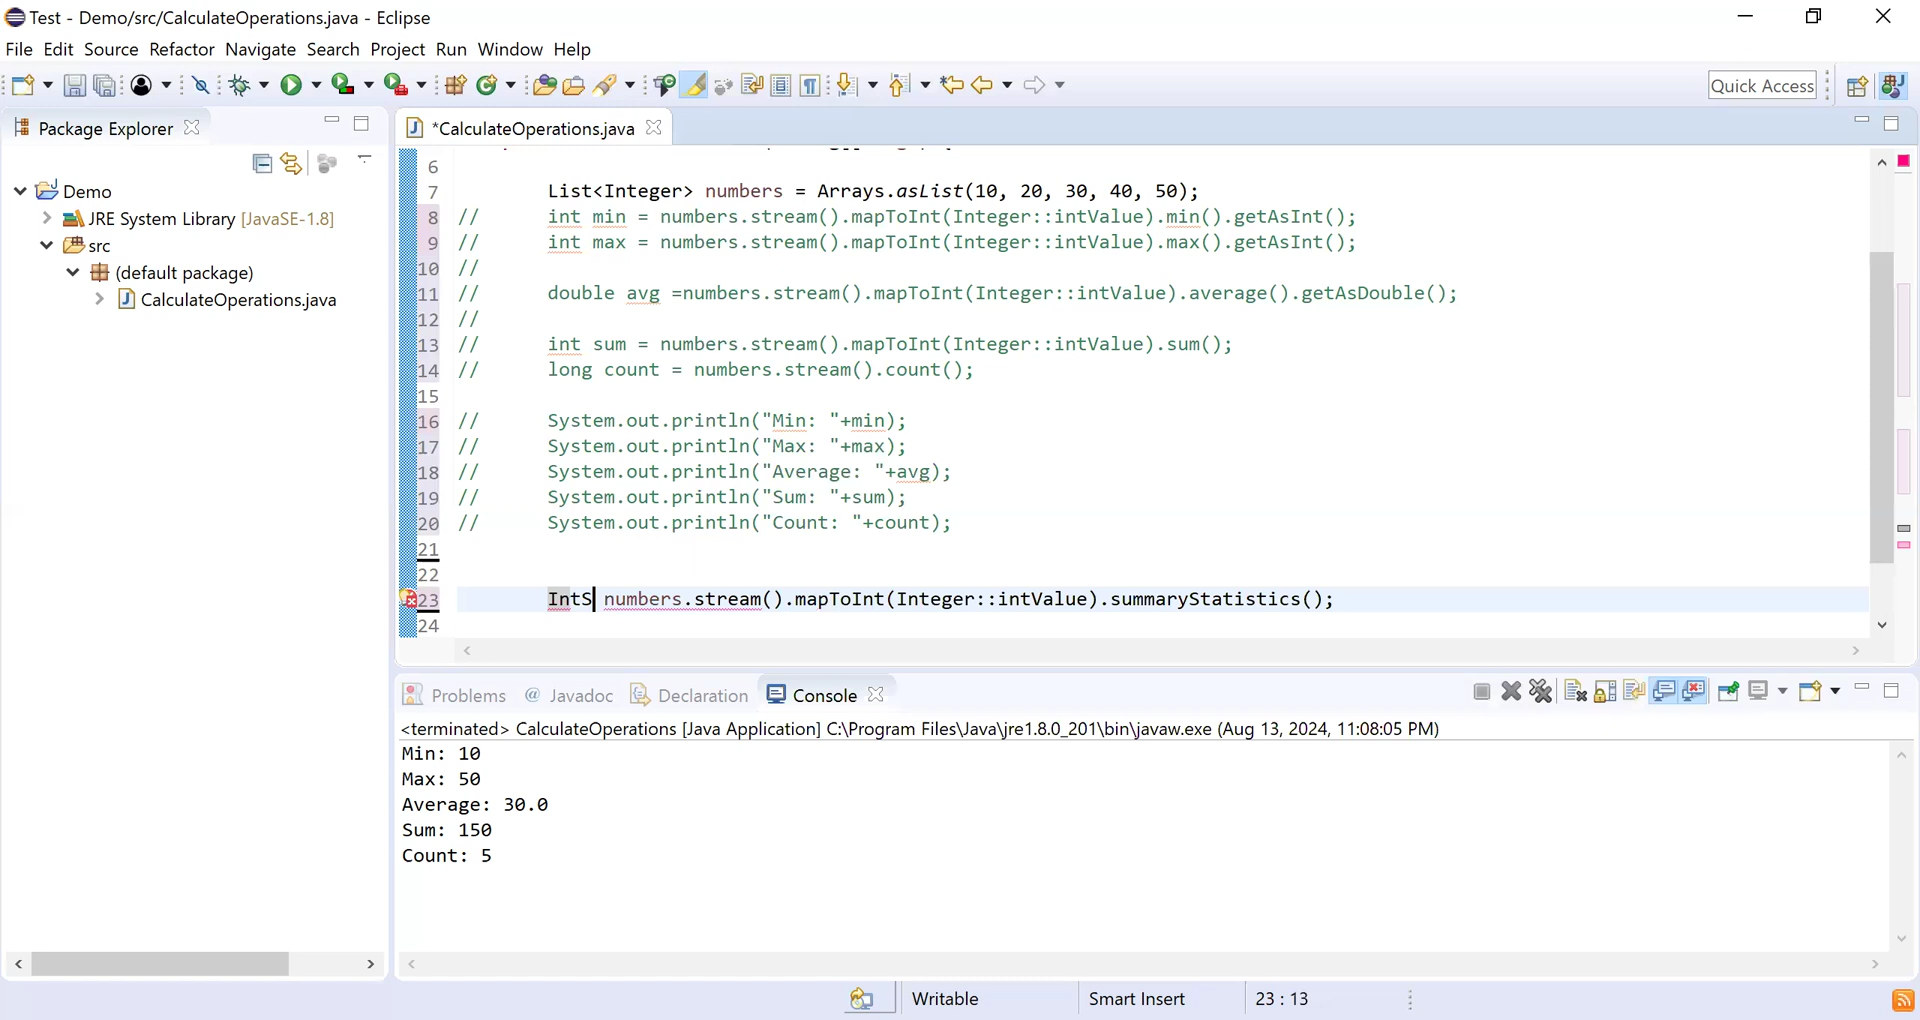 Test - Demo/src/CalculateOperations.java - Eclipse
File Edit Source Refactor Navigate Search Project Run Window Help
Quick Access
Package Explorer
*CalculateOperations.java
Demo
JRE System Library [JavaSE-1.8]
src
(default package)
CalculateOperations.java
6
7 List<Integer> numbers = Arrays.asList(10, 20, 30, 40, 50);
8 // int min = numbers.stream().mapToInt(Integer::intValue).min().getAsInt();
9 // int max = numbers.stream().mapToInt(Integer::intValue).max().getAsInt();
10 //
11 // double avg =numbers.stream().mapToInt(Integer::intValue).average().getAsDouble();
12 //
13 // int sum = numbers.stream().mapToInt(Integer::intValue).sum();
14 // long count = numbers.stream().count();
15
16 // System.out.println("Min: "+min);
17 // System.out.println("Max: "+max);
18 // System.out.println("Average: "+avg);
19 // System.out.println("Sum: "+sum);
20 // System.out.println("Count: "+count);
21
22
23 IntS numbers.stream().mapToInt(Integer::intValue).summaryStatistics();
24
Problems @ Javadoc Declaration Console
<terminated> CalculateOperations [Java Application] C:\Program Files\Java\jre1.8.0_201\bin\javaw.exe (Aug 13, 2024, 11:08:05 PM)
Min: 10
Max: 50
Average: 30.0
Sum: 150
Count: 5
Writable Smart Insert 23 : 13